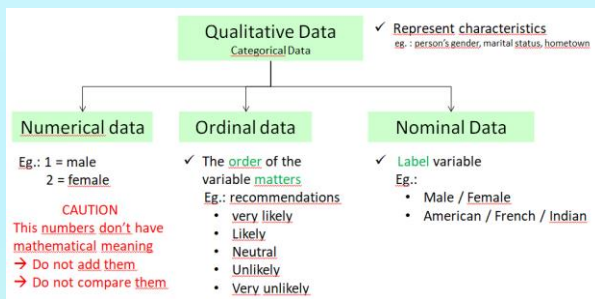 Qualitative Data
Categorical Data
✓ Represent characteristics
eg. : person's gender, marital status, hometown
Numerical data
Eg.: 1 = male
2 = female
CAUTION
This numbers don't have
mathematical meaning
→ Do not add them
→ Do not compare them
Ordinal data
✓ The order of the
variable matters
Eg.: recommendations
• very likely
• Likely
• Neutral
• Unlikely
• Very unlikely
Nominal Data
✓ Label variable
Eg.:
• Male / Female
• American / French / Indian